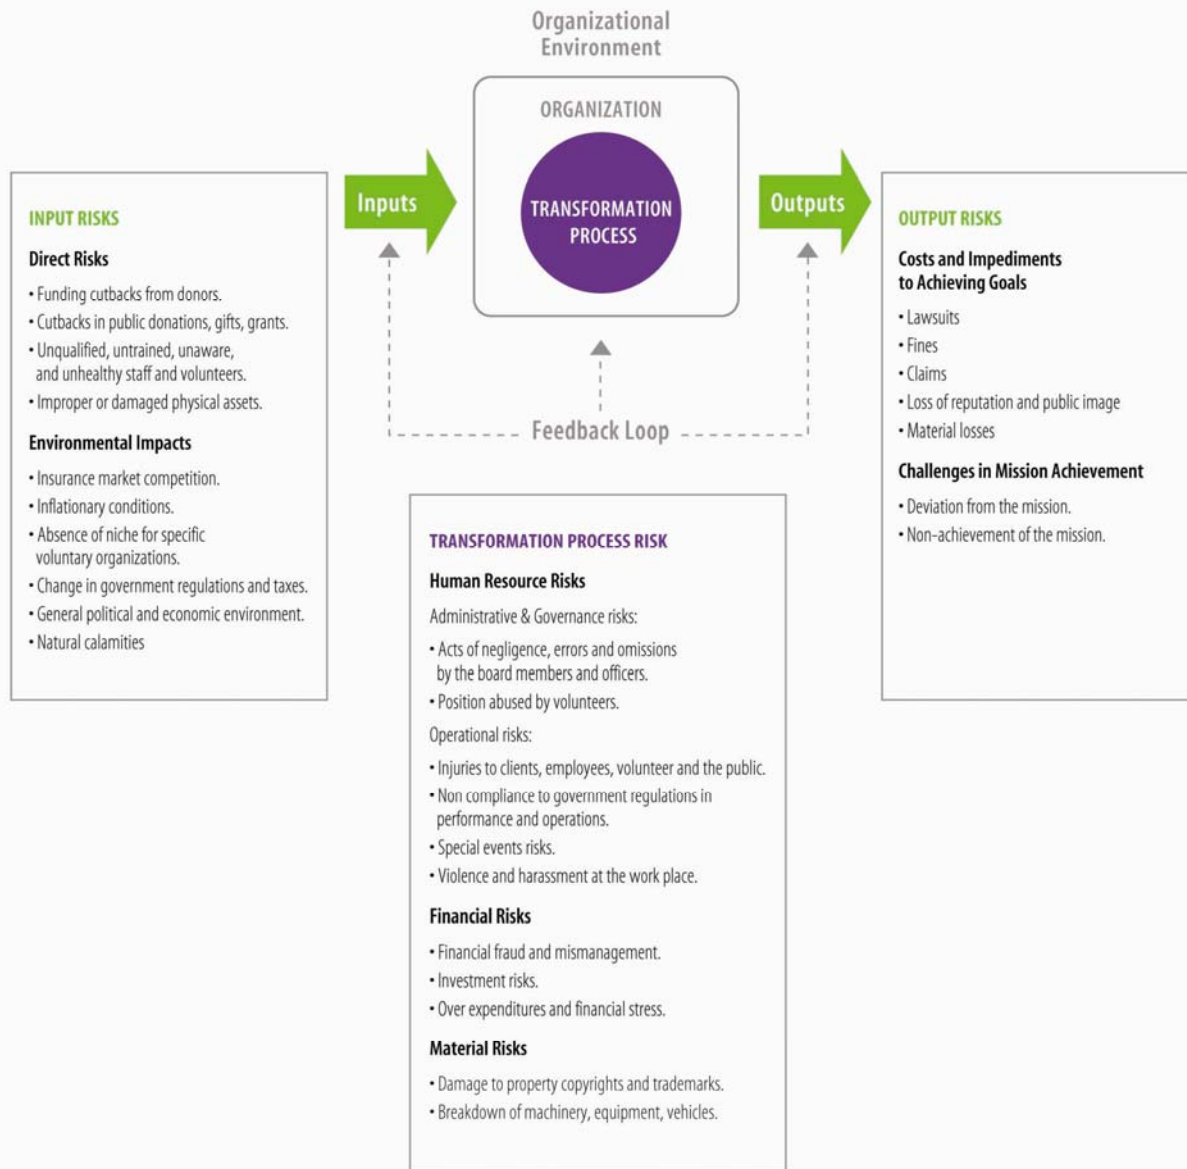 Organizational
Environment
ORGANIZATION
TRANSFORMATION
PROCESS
Inputs
Outputs
Feedback Loop
INPUT RISKS
Direct Risks
• Funding cutbacks from donors.
• Cutbacks in public donations, gifts, grants.
• Unqualified, untrained, unaware,
and unhealthy staff and volunteers.
• Improper or damaged physical assets.
Environmental Impacts
• Insurance market competition.
• Inflationary conditions.
• Absence of niche for specific
voluntary organizations.
• Change in government regulations and taxes.
• General political and economic environment.
• Natural calamities
TRANSFORMATION PROCESS RISK
Human Resource Risks
Administrative & Governance risks:
• Acts of negligence, errors and omissions
by the board members and officers.
• Position abused by volunteers.
Operational risks:
• Injuries to clients, employees, volunteer and the public.
• Non compliance to government regulations in
performance and operations.
• Special events risks.
• Violence and harassment at the work place.
Financial Risks
• Financial fraud and mismanagement.
• Investment risks.
• Over expenditures and financial stress.
Material Risks
• Damage to property copyrights and trademarks.
• Breakdown of machinery, equipment, vehicles.
OUTPUT RISKS
Costs and Impediments
to Achieving Goals
• Lawsuits
• Fines
• Claims
• Loss of reputation and public image
• Material losses
Challenges in Mission Achievement
• Deviation from the mission.
• Non-achievement of the mission.